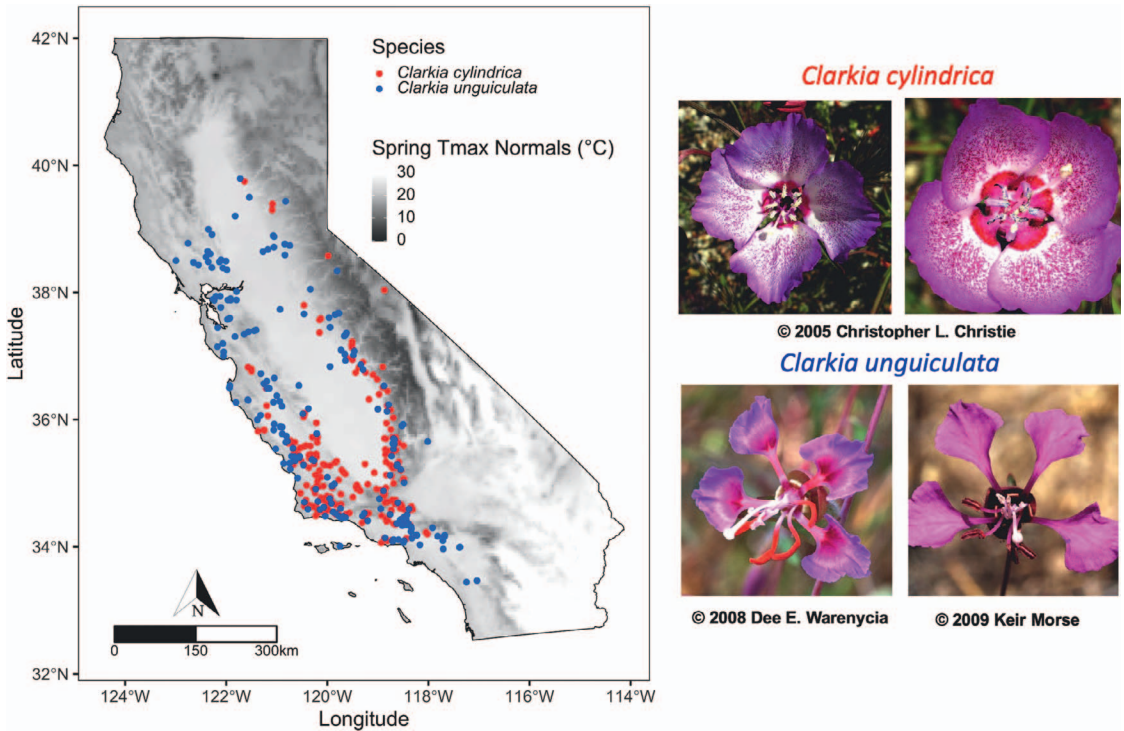 42°N
40°N
38°N
36°N
34°N
32°N
Latitude
124°W
122°W
120°W
118°W
116°W
114°W
Longitude
Species
Clarkia cylindrica
Clarkia unguiculata
Spring Tmax Normals (°C)
30
20
10
0
N
0
150
300km
Clarkia cylindrica
© 2005 Christopher L. Christie
Clarkia unguiculata
© 2008 Dee E. Warenycia
© 2009 Keir Morse